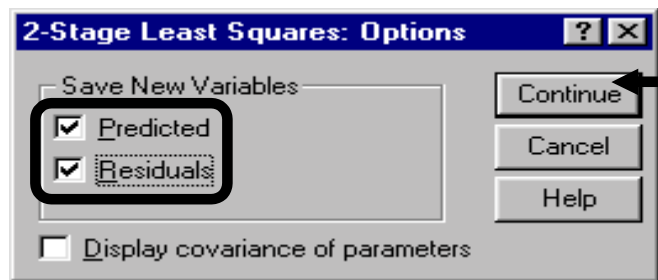 2-Stage Least Squares: Options
Save New Variables
Predicted
Residuals
Continue
Cancel
Help
Display covariance of parameters